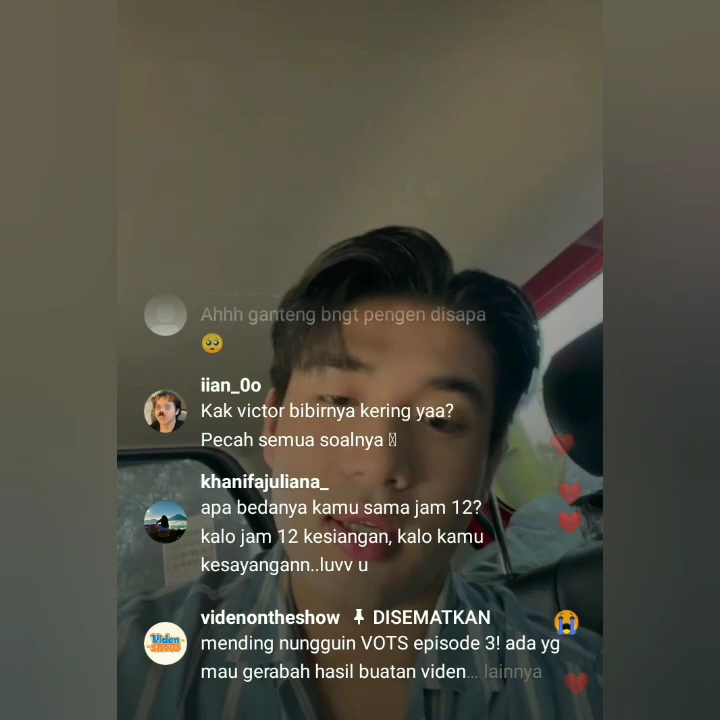 Ahhh ganteng bngt pengen disapa
🥺
iian_0o
Kak victor bibirnya kering yaa?
Pecah semua soalnya
khanifajuliana_
apa bedanya kamu sama jam 12?
kalo jam 12 kesiangan, kalo kamu
kesayangann..luvv u
videnontheshow DISEMATKAN
mending nungguin VOTS episode 3! ada yg
mau gerabah hasil buatan viden... lainnya
Viden
SHOW